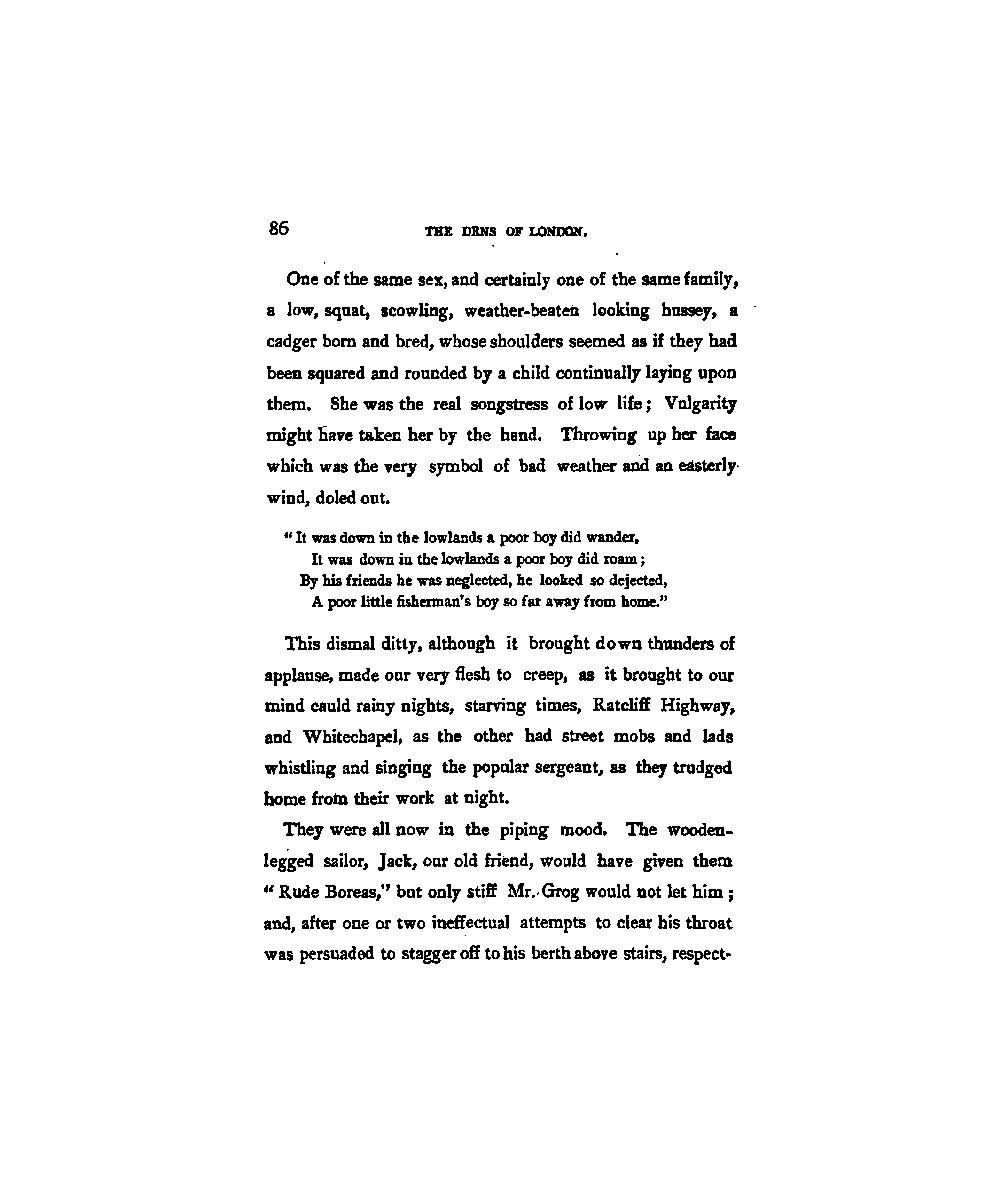 86 THE DENS OF LONDON.
One of the same sex, and certainly one of the same family,
a low, squat, scowling, weather-beaten looking hussey, a
cadger born and bred, whose shoulders seemed as if they had
been squared and rounded by a child continually laying upon
them. She was the real songstress of low life; Vulgarity
might have taken her by the hand. Throwing up her face
which was the very symbol of bad weather and an easterly
wind, doled out.
"It was down in the lowlands a poor boy did wander,
It was down in the lowlands a poor boy did roam;
By his friends he was neglected, he looked so dejected,
A poor little fisherman's boy so far away from home."
This dismal ditty, although it brought down thunders of
applause, made our very flesh to creep, as it brought to our
mind cauld rainy nights, starving times, Ratcliff Highway,
and Whitechapel, as the other had street mobs and lads
whistling and singing the popular sergeant, as they trudged
home from their work at night.
They were all now in the piping mood. The wooden-
legged sailor, Jack, our old friend, would have given them
"Rude Boreas," but only stiff Mr. Grog would not let him;
and, after one or two ineffectual attempts to clear his throat
was persuaded to stagger off to his berth above stairs, respect-